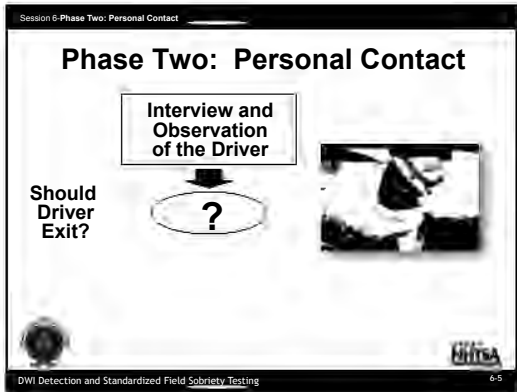 Session 6-Phase Two: Personal Contact
Phase Two: Personal Contact
Interview and
Observation
of the Driver
Should
Driver
Exit?
?
NHTSA
DWI Detection and Standardized Field Sobriety Testing
6-5